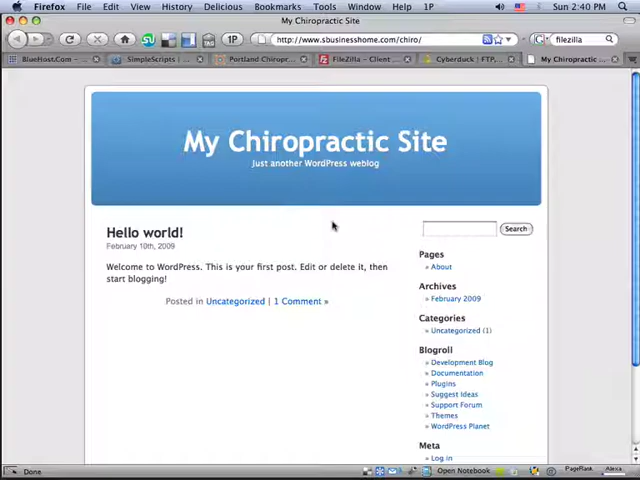 Firefox File Edit View History Delicious Bookmarks Tools Window Help 1P Sun 2:40 PM
My Chiropractic Site
1P http://www.sbusinesshome.com/chiro/ filezilla
BlueHost.Com - ... SimpleScripts | ... Portland Chiropr... FileZilla - Client ... Cyberduck | FTP,... My Chiropractic ...
My Chiropractic Site
Just another WordPress weblog
Hello world!
February 10th, 2009
Welcome to WordPress. This is your first post. Edit or delete it, then
start blogging!
Posted in Uncategorized | 1 Comment »
Search
Pages
» About
Archives
» February 2009
Categories
» Uncategorized (1)
Blogroll
» Development Blog
» Documentation
» Plugins
» Suggest Ideas
» Support Forum
» Themes
» WordPress Planet
Meta
» Log in
Done Open Notebook PageRank Alexa